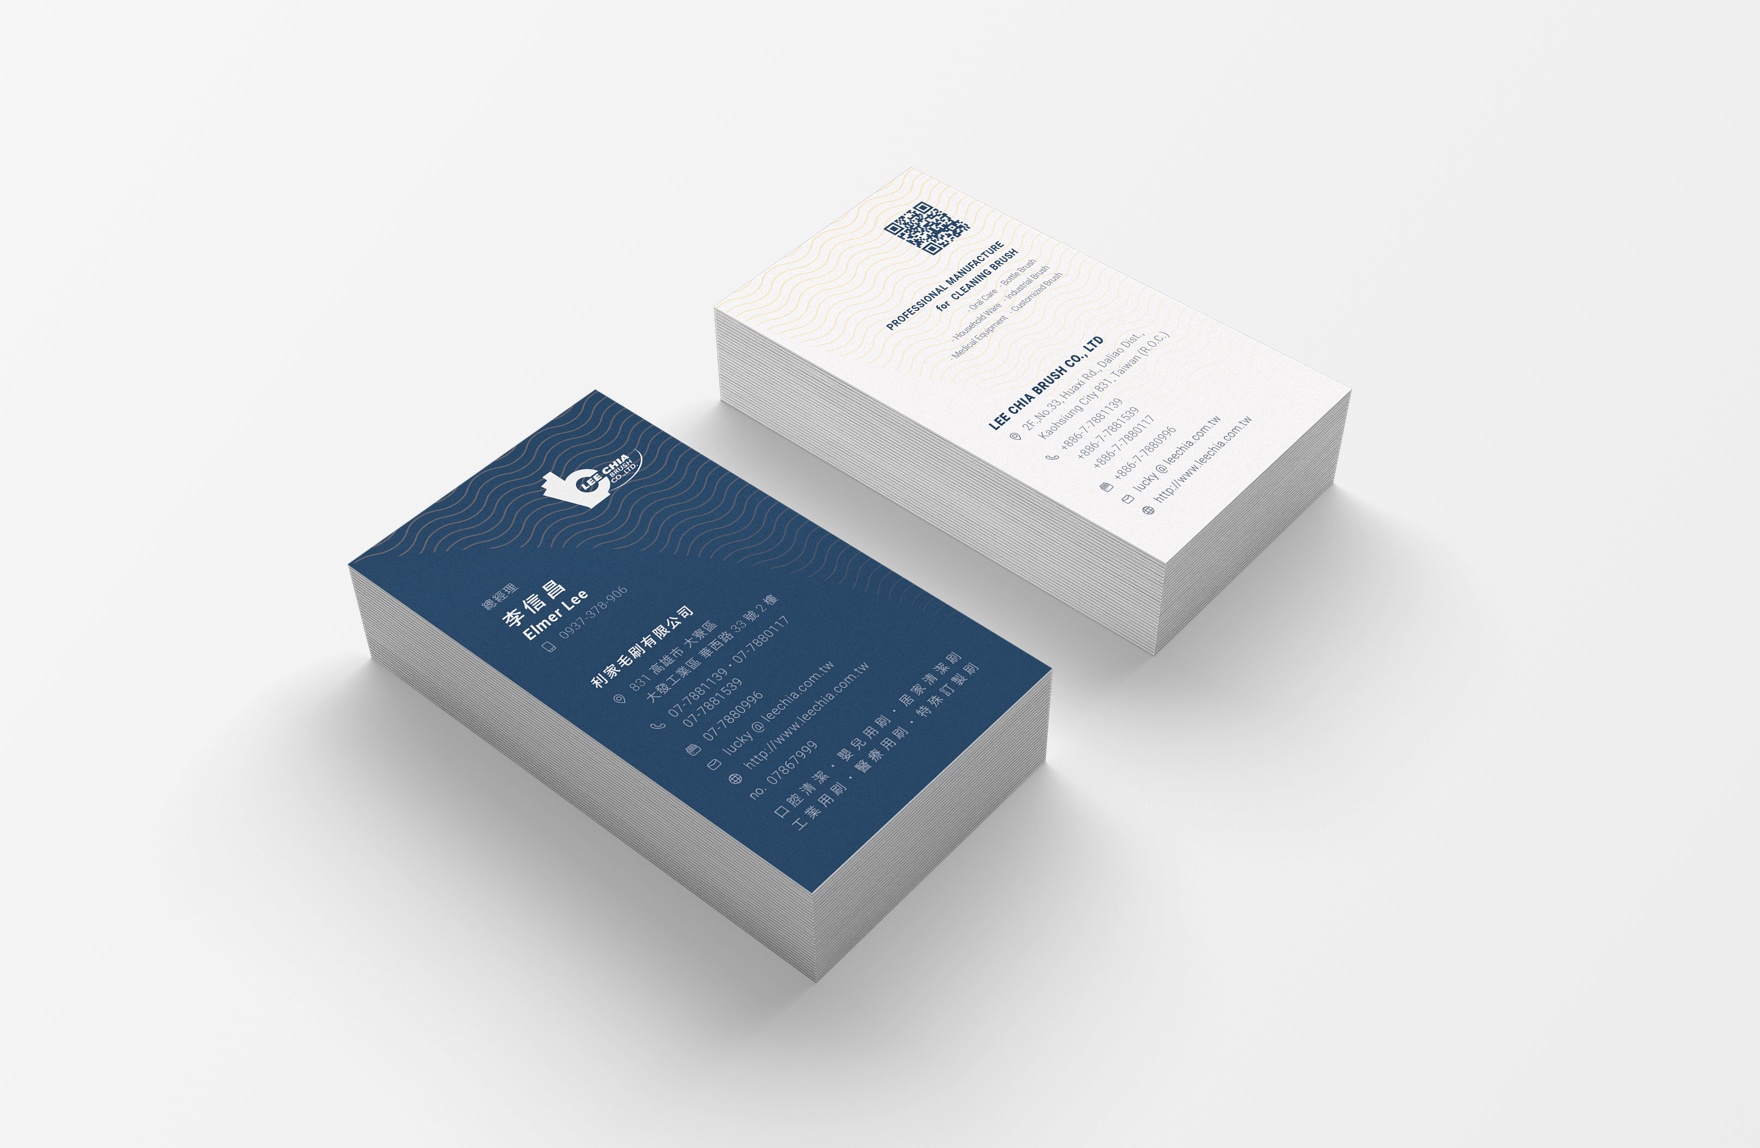 LEE CHIA
BRUSH
CO.,LTD.
總經理
李信昌
Elmer Lee
0937-378-906
利家毛刷有限公司
831 高雄市 大寮區
大發工業區 華西路 33 號 2 樓
07-7881139 • 07-7880117
07-7881539
07-7880996
lucky @ leechia.com.tw
http://www.leechia.com.tw
no. 07867999
口腔清潔・嬰兒用刷・居家清潔刷
工業用刷・醫療用刷・特殊訂製刷
PROFESSIONAL MANUFACTURE
for CLEANING BRUSH
· Oral Care · Bottle Brush
· Household Ware · Industrial Brush
· Medical Equipment · Customized Brush
LEE CHIA BRUSH CO., LTD
2F.,No.33, Huaxi Rd., Daliao Dist.,
Kaohsiung City 831, Taiwan (R.O.C.)
+886-7-7881139
+886-7-7881539
+886-7-7880117
+886-7-7880996
lucky @ leechia.com.tw
http://www.leechia.com.tw